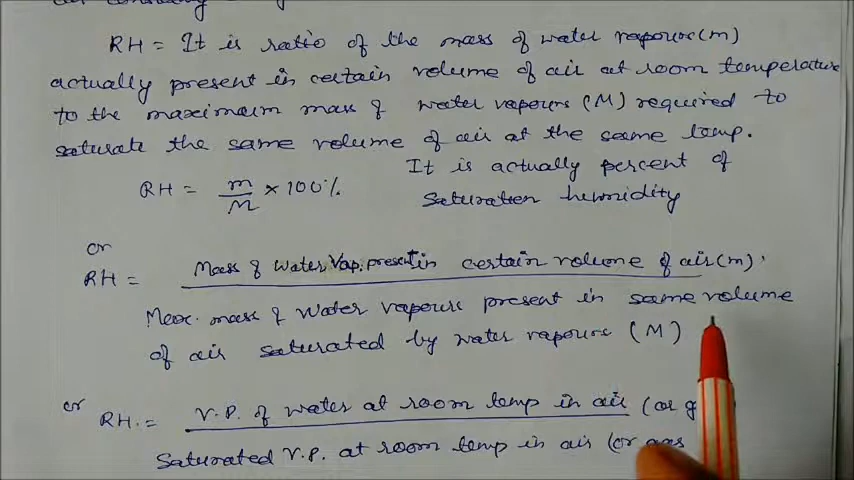 RH = It is ratio of the mass of water vapour(m)
actually present in certain volume of air at room temperature
to the maximum mass of water vapours (M) required to
saturate the same volume of air at the same temp.
RH = m/M × 100% It is actually percent of
saturation humidity
or
RH = Mass of water Vap. present in certain volume of air(m).
Max. mass of water vapours present in same volume
of air saturated by water vapours (M)
or
RH. = V.P. of water at room temp in air (or g
Saturated V.P. at room temp in air (or gas